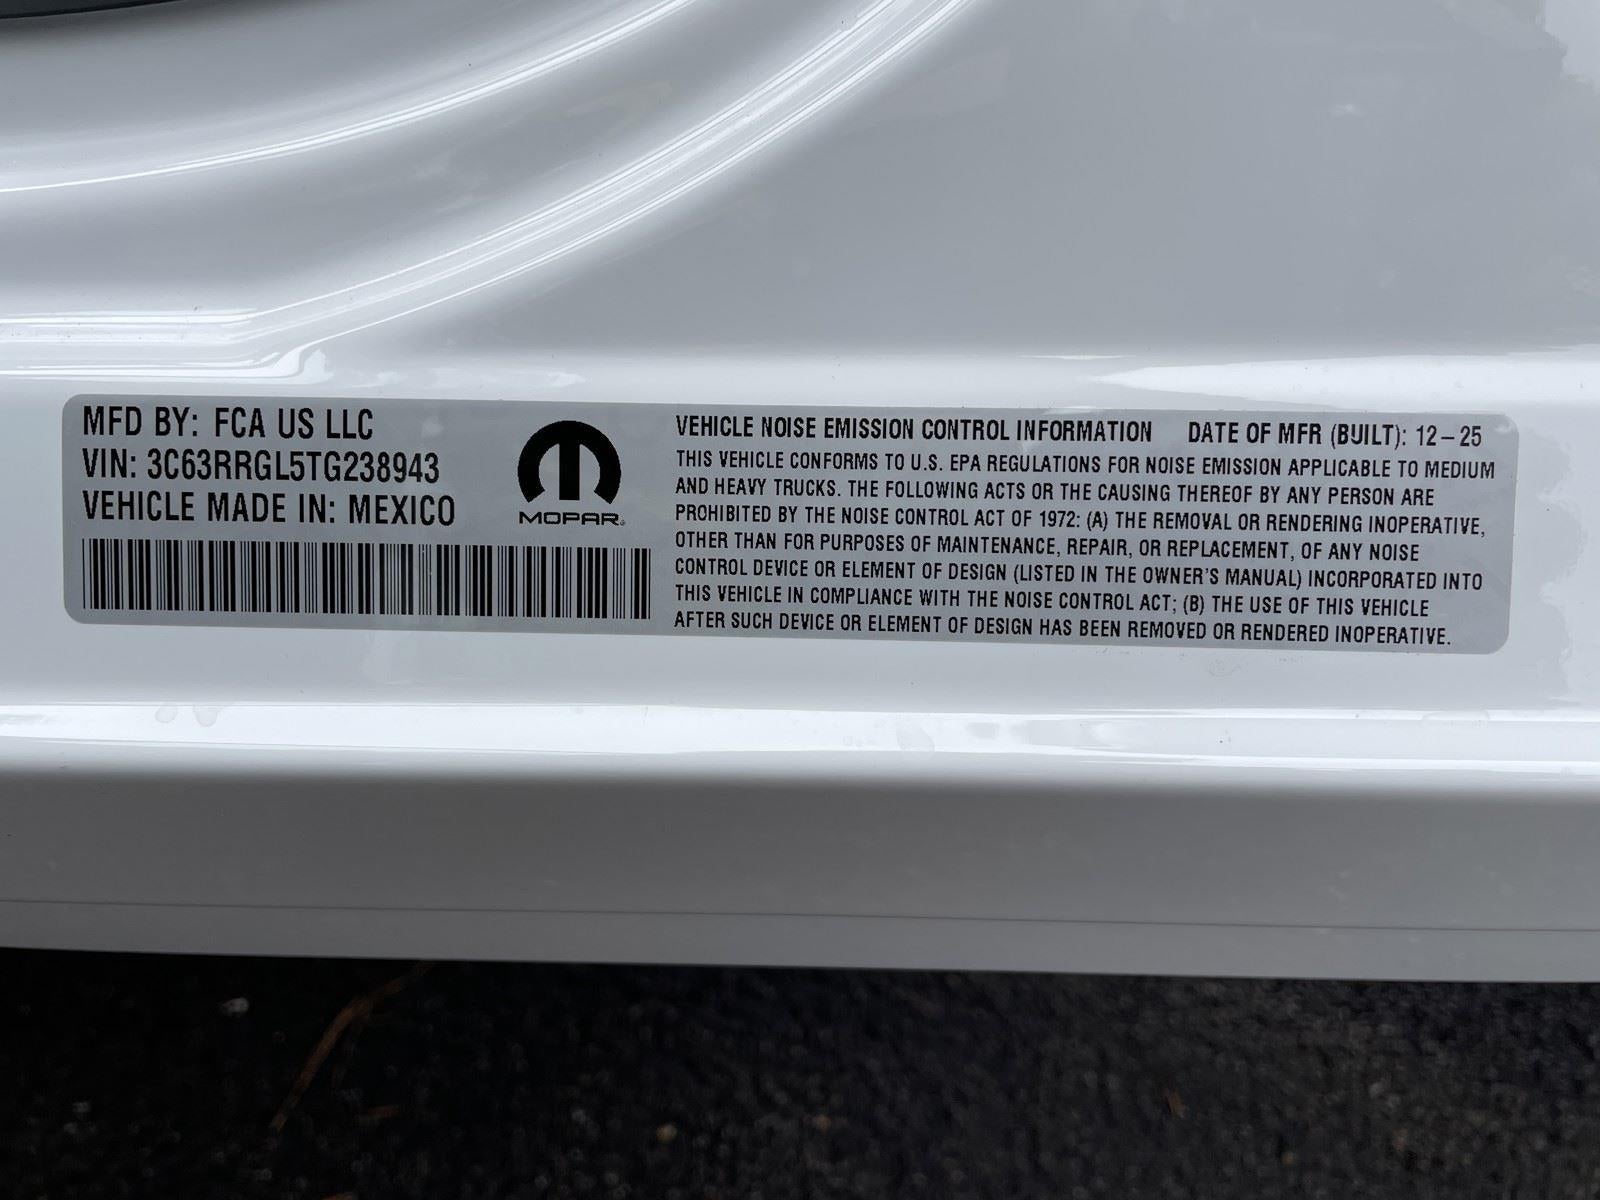 MFD BY: FCA US LLC
VIN: 3C63RRGL5TG238943
VEHICLE MADE IN: MEXICO
MOPAR®
VEHICLE NOISE EMISSION CONTROL INFORMATION DATE OF MFR (BUILT): 12-25
THIS VEHICLE CONFORMS TO U.S. EPA REGULATIONS FOR NOISE EMISSION APPLICABLE TO MEDIUM
AND HEAVY TRUCKS. THE FOLLOWING ACTS OR THE CAUSING THEREOF BY ANY PERSON ARE
PROHIBITED BY THE NOISE CONTROL ACT OF 1972: (A) THE REMOVAL OR RENDERING INOPERATIVE,
OTHER THAN FOR PURPOSES OF MAINTENANCE, REPAIR, OR REPLACEMENT, OF ANY NOISE
CONTROL DEVICE OR ELEMENT OF DESIGN (LISTED IN THE OWNER'S MANUAL) INCORPORATED INTO
THIS VEHICLE IN COMPLIANCE WITH THE NOISE CONTROL ACT; (B) THE USE OF THIS VEHICLE
AFTER SUCH DEVICE OR ELEMENT OF DESIGN HAS BEEN REMOVED OR RENDERED INOPERATIVE.